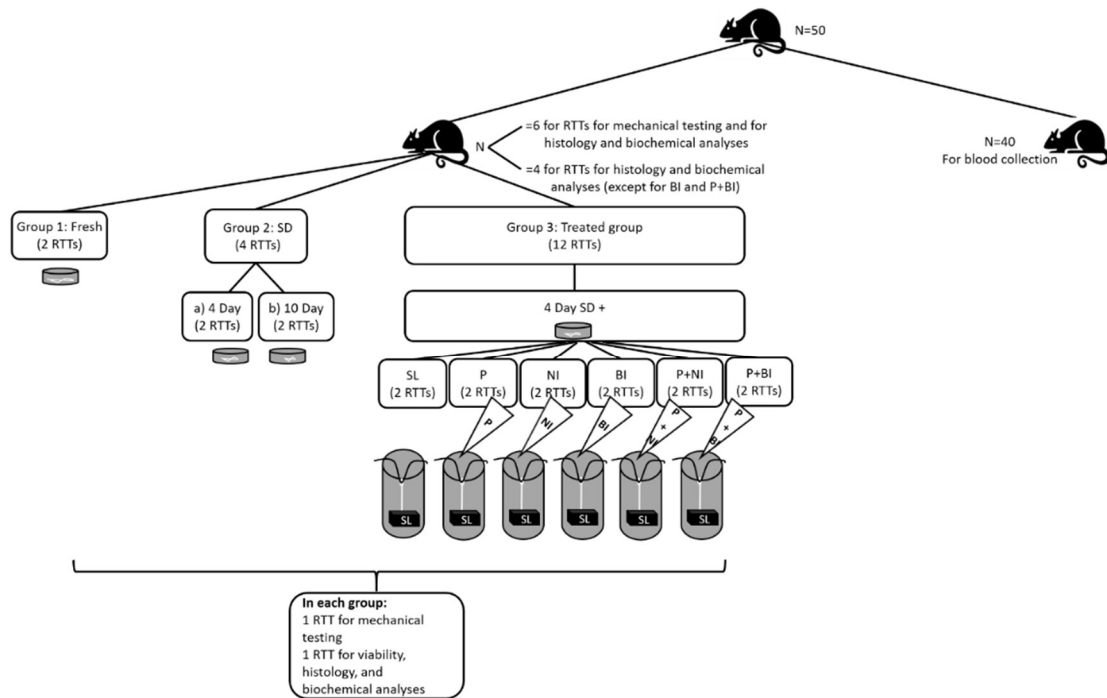 N=50
N
=6 for RTTs for mechanical testing and for
histology and biochemical analyses
=4 for RTTs for histology and biochemical
analyses (except for BI and P+BI)
N=40
For blood collection
Group 1: Fresh
(2 RTTs)
Group 2: SD
(4 RTTs)
Group 3: Treated group
(12 RTTs)
a) 4 Day
(2 RTTs)
b) 10 Day
(2 RTTs)
4 Day SD +
SL
(2 RTTs)
P
(2 RTTs)
NI
(2 RTTs)
BI
(2 RTTs)
P+NI
(2 RTTs)
P+BI
(2 RTTs)
P
NI
BI
P
+
NI
P
+
BI
SL
SL
SL
SL
SL
SL
In each group:
1 RTT for mechanical
testing
1 RTT for viability,
histology, and
biochemical analyses